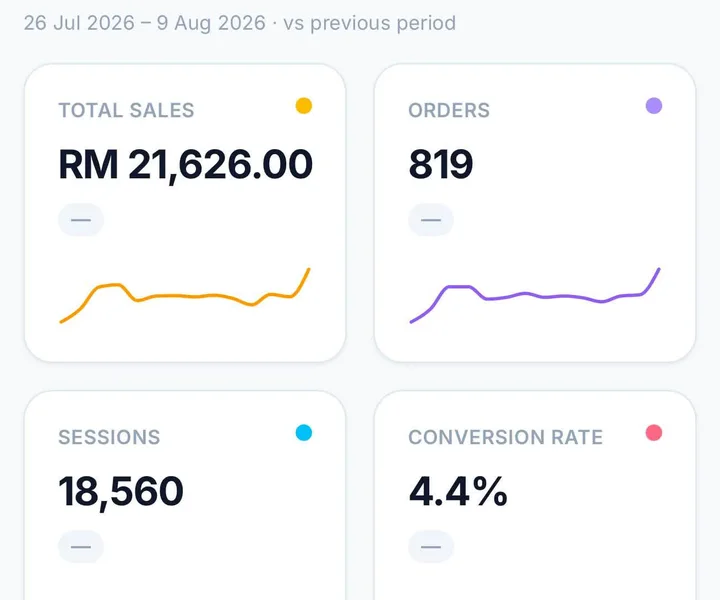 26 Jul 2026 – 9 Aug 2026 · vs previous period
TOTAL SALES
RM 21,626.00
—
ORDERS
819
—
SESSIONS
18,560
—
CONVERSION RATE
4.4%
—